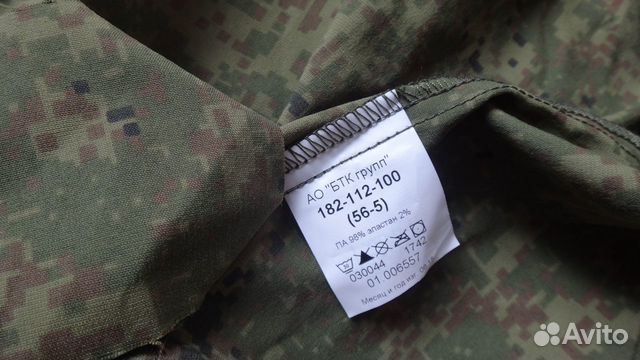 АО "БТК групп"
182-112-100
(56-5)
ПА 98% эластан 2%
030044 1742
01.006557
Месяц и год изг.
Avito